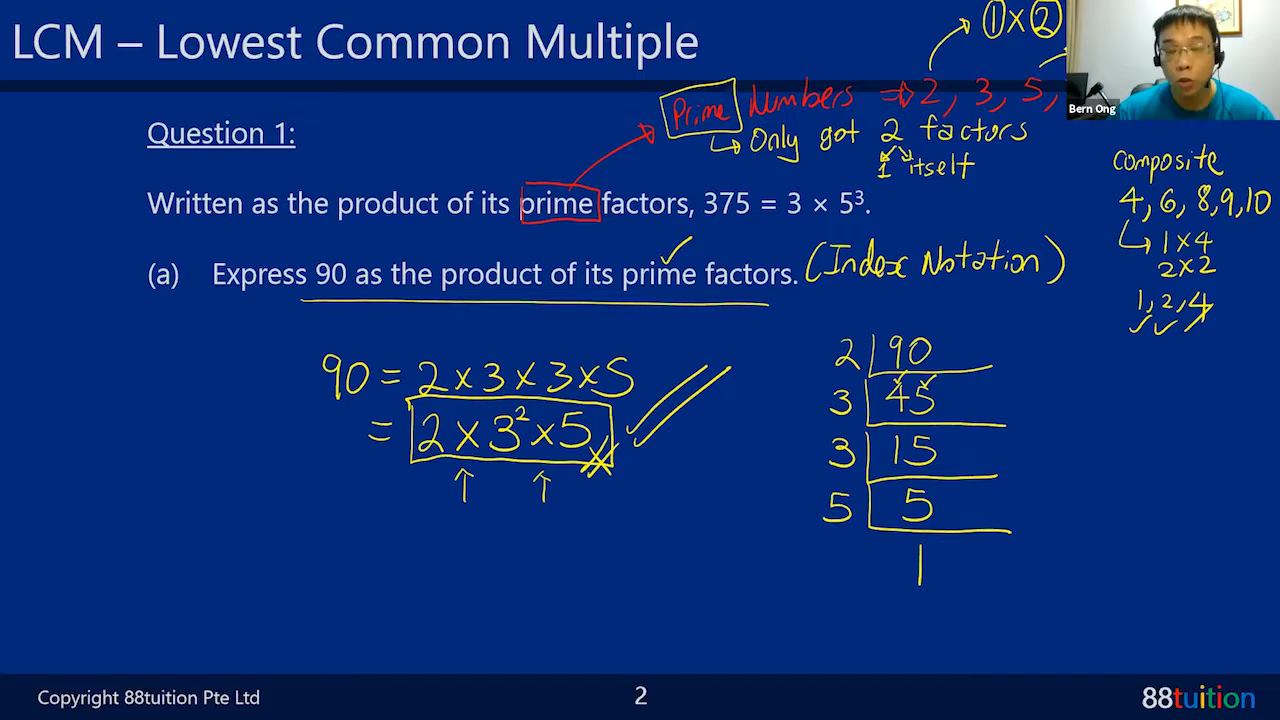 LCM – Lowest Common Multiple
① x ②
Prime Numbers ⇒ 2, 3, 5,
Bern Ong
Question 1:
↳ Only got 2 factors
1 itself
Composite
4, 6, 8, 9, 10
↳ 1 x 4
2 x 2
1, 2, 4
Written as the product of its prime factors, 375 = 3 × 5³.
(a) Express 90 as the product of its prime factors. (Index Notation)
90 = 2 x 3 x 3 x 5
= 2 x 3² x 5
2 | 90
3 | 45
3 | 15
5 | 5
1
Copyright 88tuition Pte Ltd
2
88tuition